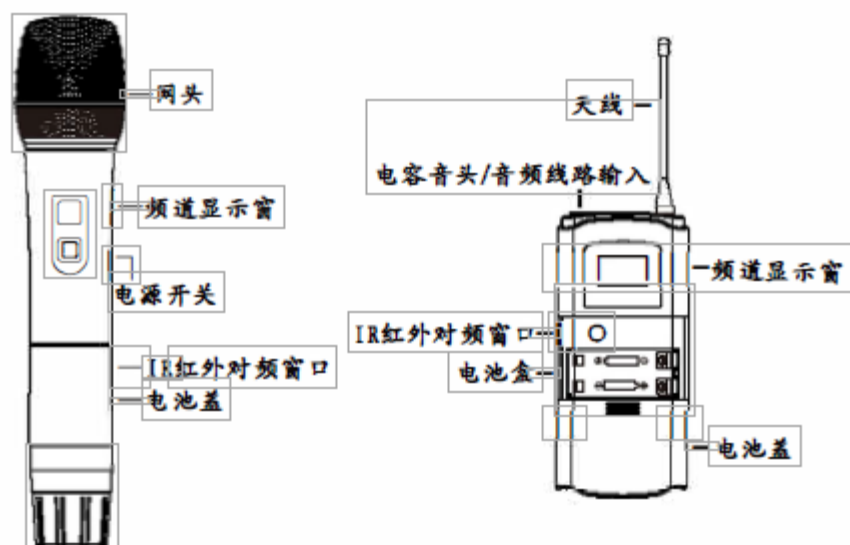 网头
频道显示窗
电源开关
IR红外对频窗口
电池盖
天线
电容音头/音频线路输入
频道显示窗
IR红外对频窗口
电池盒
电池盖